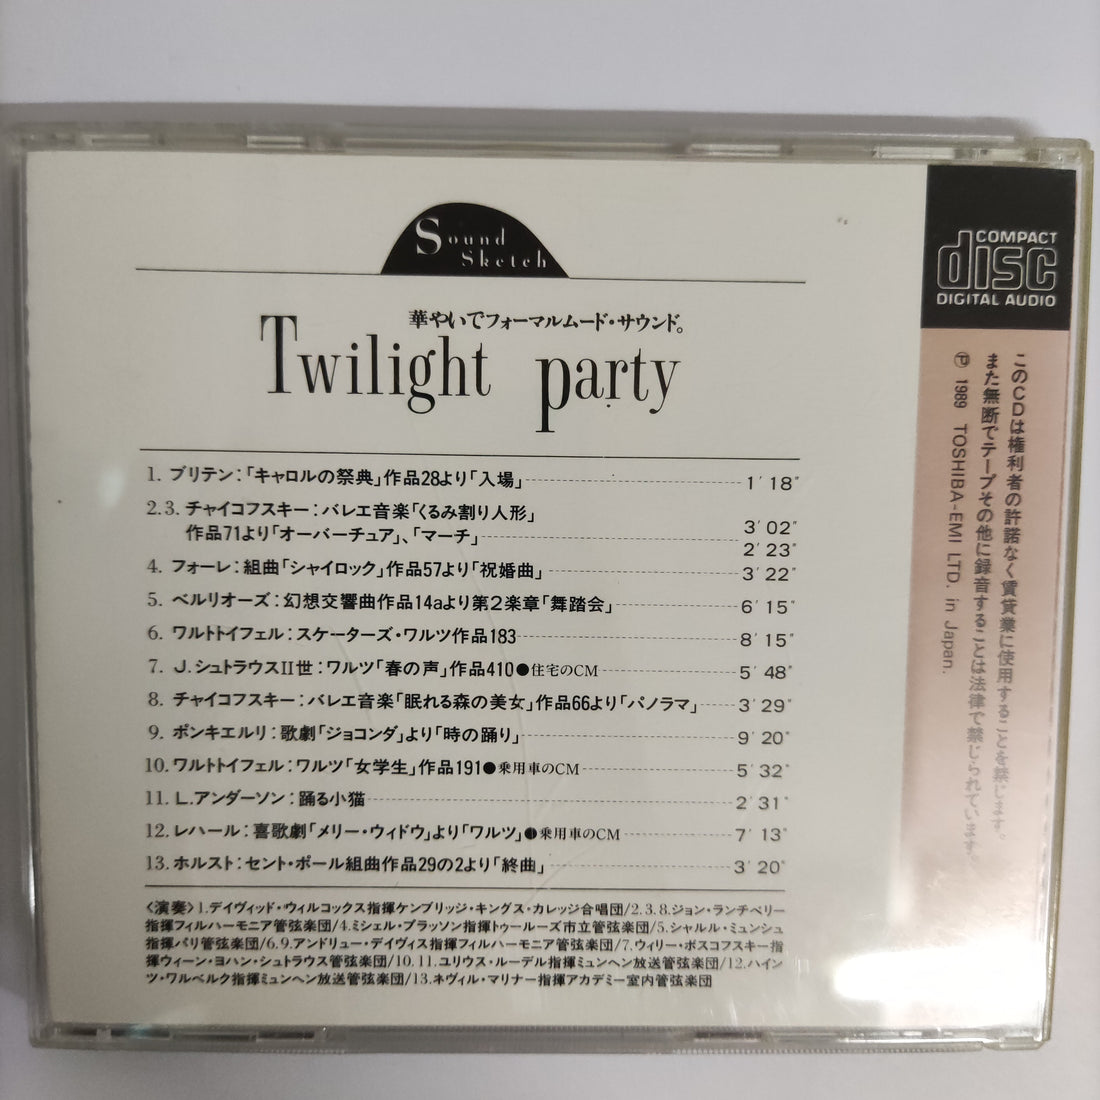 Sound
Sketch
華やいでフォーマルムード・サウンド。
Twilight party
1. ブリテン:「キャロルの祭典」作品28より「入場」 1′18″
2.3. チャイコフスキー:バレエ音楽「くるみ割り人形」
作品71より「オーバーチュア」、「マーチ」 3′02″
2′23″
4. フォーレ:組曲「シャイロック」作品57より「祝婚曲」 3′22″
5. ベルリオーズ:幻想交響曲作品14aより第2楽章「舞踏会」 6′15″
6. ワルトトイフェル:スケーターズ・ワルツ作品183 8′15″
7. J.シュトラウスII世:ワルツ「春の声」作品410●住宅のCM 5′48″
8. チャイコフスキー:バレエ音楽「眠れる森の美女」作品66より「パノラマ」 3′29″
9. ポンキエルリ:歌劇「ジョコンダ」より「時の踊り」 9′20″
10. ワルトトイフェル:ワルツ「女学生」作品191●乗用車のCM 5′32″
11. L.アンダーソン:踊る小猫 2′31″
12. レハール:喜歌劇「メリー・ウィドウ」より「ワルツ」●乗用車のCM 7′13″
13. ホルスト:セント・ポール組曲作品29の2より「終曲」 3′20″
〈演奏〉1.デイヴィッド・ウィルコックス指揮ケンブリッジ・キングス・カレッジ合唱団/2.3.8.ジョン・ランチベリー
指揮フィルハーモニア管弦楽団/4.ミシェル・プラッソン指揮トゥールーズ市立管弦楽団/5.シャルル・ミュンシュ
指揮パリ管弦楽団/6.9.アンドリュー・デイヴィス指揮フィルハーモニア管弦楽団/7.ウィリー・ボスコフスキー指
揮ウィーン・ヨハン・シュトラウス管弦楽団/10.11.ユリウス・ルーデル指揮ミュンヘン放送管弦楽団/12.ハイン
ツ・ワルベルク指揮ミュンヘン放送管弦楽団/13.ネヴィル・マリナー指揮アカデミー室内管弦楽団
COMPACT
disc
DIGITAL AUDIO
このCDは権利者の許諾なく賃貸業に使用することを禁じます。
また無断でテープその他に録音することは法律で禁じられています。
Ⓟ 1989 TOSHIBA-EMI LTD. in Japan.